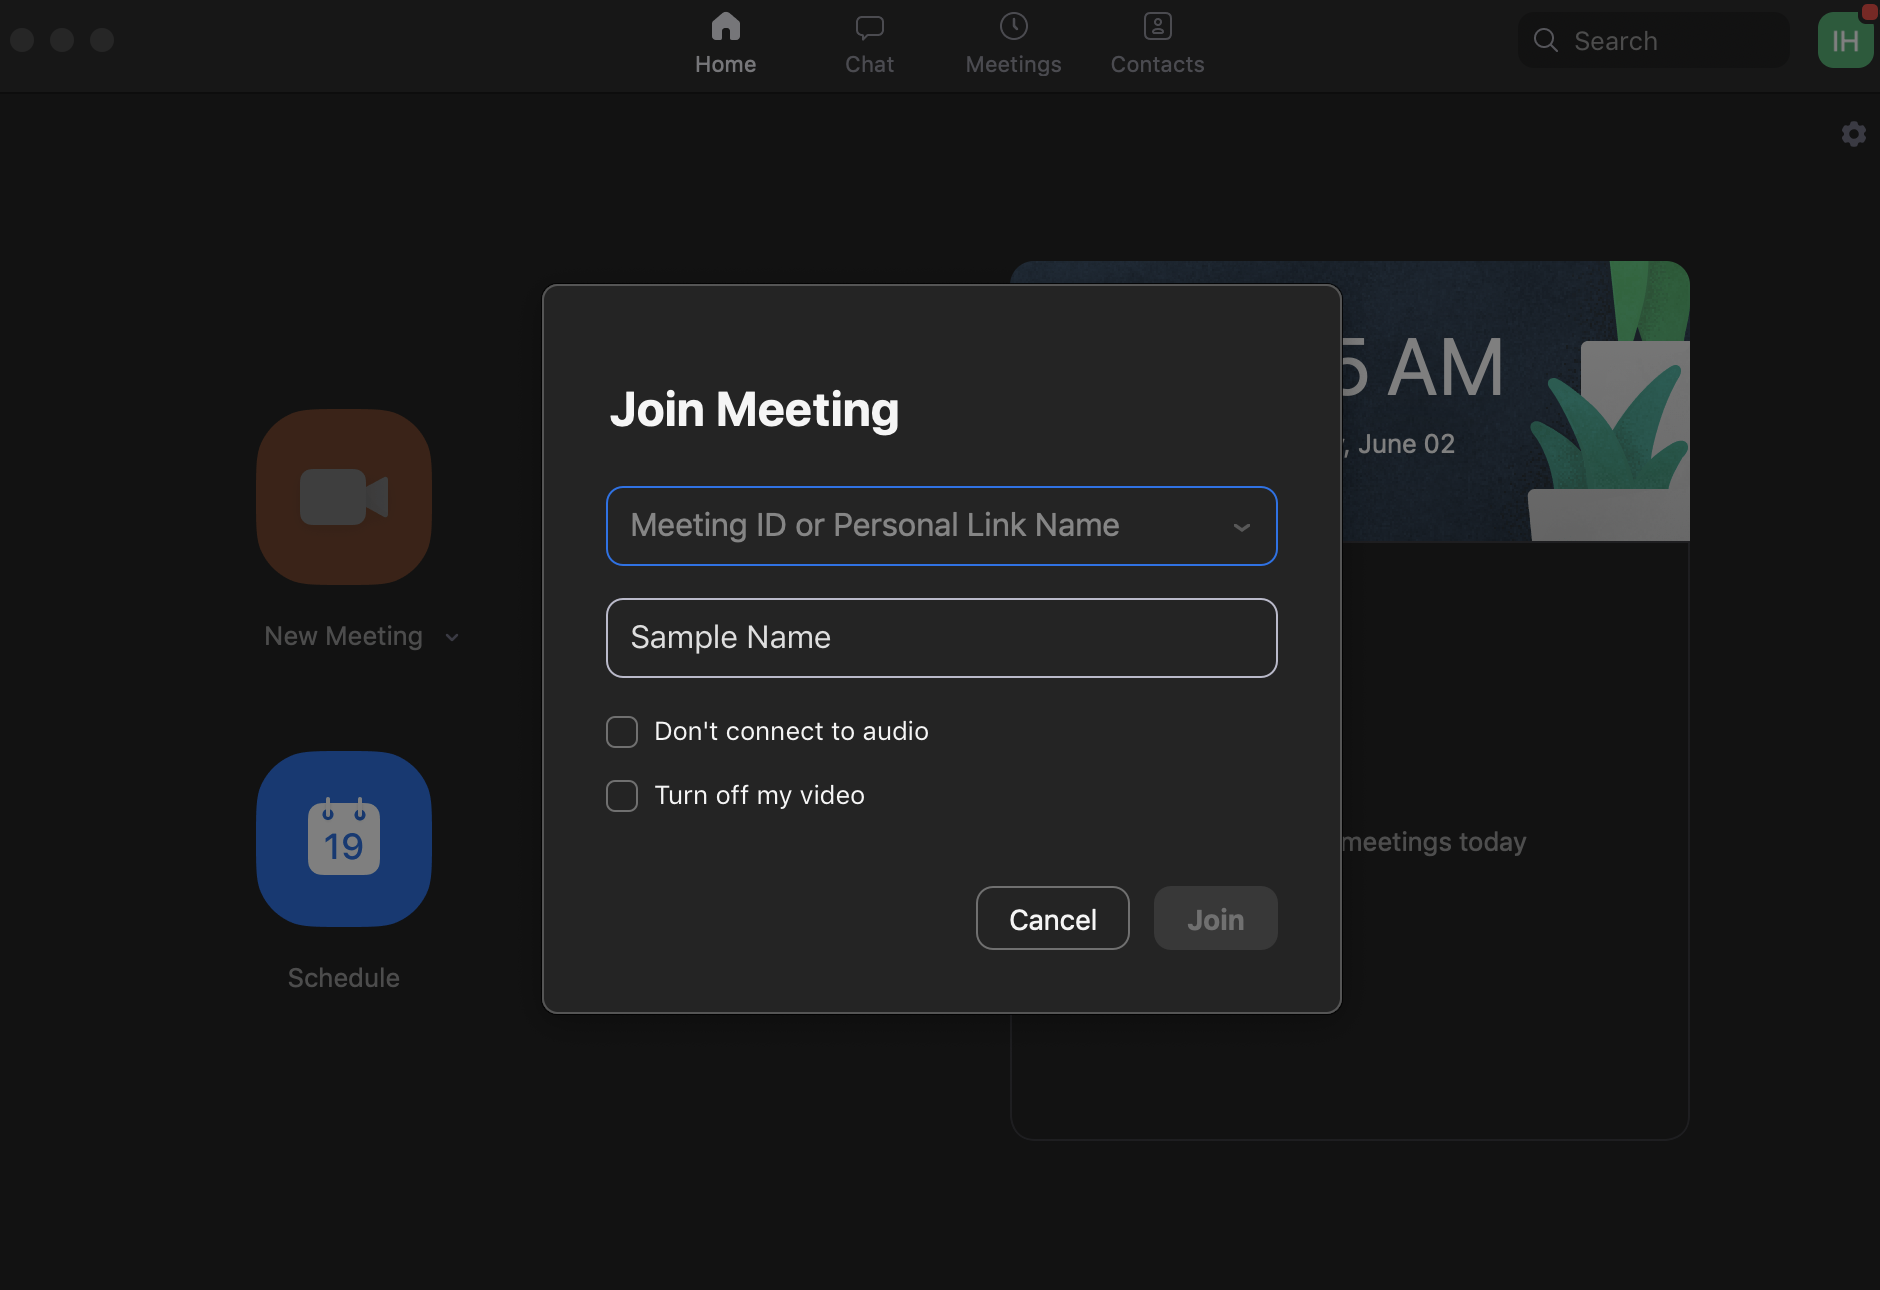 Home
Chat
Meetings
Contacts
Search
IH
5 AM
, June 02
Join Meeting
Meeting ID or Personal Link Name
Sample Name
Don't connect to audio
Turn off my video
Cancel
Join
New Meeting
19
Schedule
meetings today